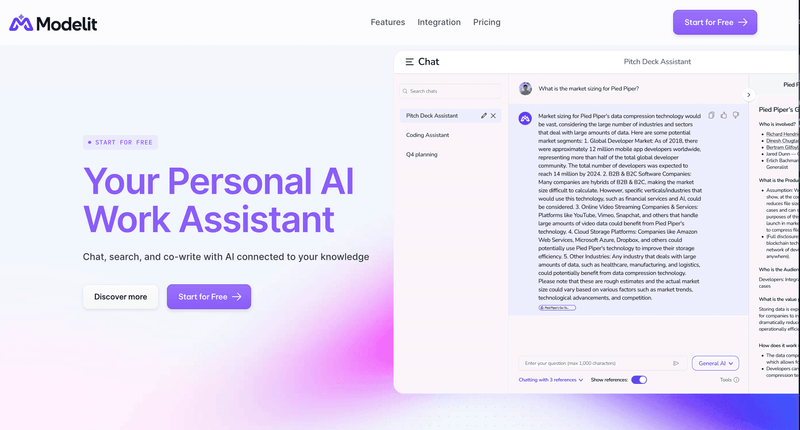 Modelit
Features Integration Pricing
Start for Free
START FOR FREE
Your Personal AI
Work Assistant
Chat, search, and co-write with AI connected to your knowledge
Discover more
Start for Free
Chat
Search chats
Pitch Deck Assistant
Coding Assistant
Q4 planning
Pitch Deck Assistant
What is the market sizing for Pied Piper?
Market sizing for Pied Piper's data compression technology would
be vast, considering the large number of industries and sectors
that deal with large amounts of data. Here are some potential
market segments: 1. Global Developer Market: As of 2018, there
were approximately 12 million mobile app developers worldwide,
representing more than half of the total global developer
community. The total number of developers was expected to
reach 14 million by 2024. 2. B2B & B2C Software Companies:
Many companies are hybrids of B2B & B2C, making the market
size difficult to calculate. However, specific verticals/industries that
would use this technology, such as financial services and AI, could
be considered. 3. Online Video Streaming Companies & Services:
Platforms like YouTube, Vimeo, Snapchat, and others that handle
large amounts of video data could benefit from Pied Piper's
technology. 4. Cloud Storage Platforms: Companies like Amazon
Web Services, Microsoft Azure, Dropbox, and others could
potentially use Pied Piper's technology to improve their storage
efficiency. 5. Other Industries: Any industry that deals with large
amounts of data, such as healthcare, manufacturing, and logistics,
could potentially benefit from data compression technology.
Please note that these are rough estimates and the actual market
size could vary based on various factors such as market trends,
technological advancements, and competition.
Enter your question (max 1,000 characters)
General AI
Chatting with 3 references
Show references:
Tools
Pied P
Pied Piper's G
Who is involved?
Richard Hendri
Dinesh Chugta
Bertram Gilfoy
Jared Dunn —
Erlich Bachman
Generalist
What is the Produ
Assumption: W
show, at the co
reduces file siz
cases and can
purposes of this
launch in marke
to compress file
(Full disclosure
blockchain tech
network of dev
anywhere).
Who is the Audien
Developers: Integ
cases
What is the value p
Storing data is ex
for companies to i
dramatically reduc
reduces operation
efficiency.
How does it work
The data comp
which allows fo
Developers can
compression te